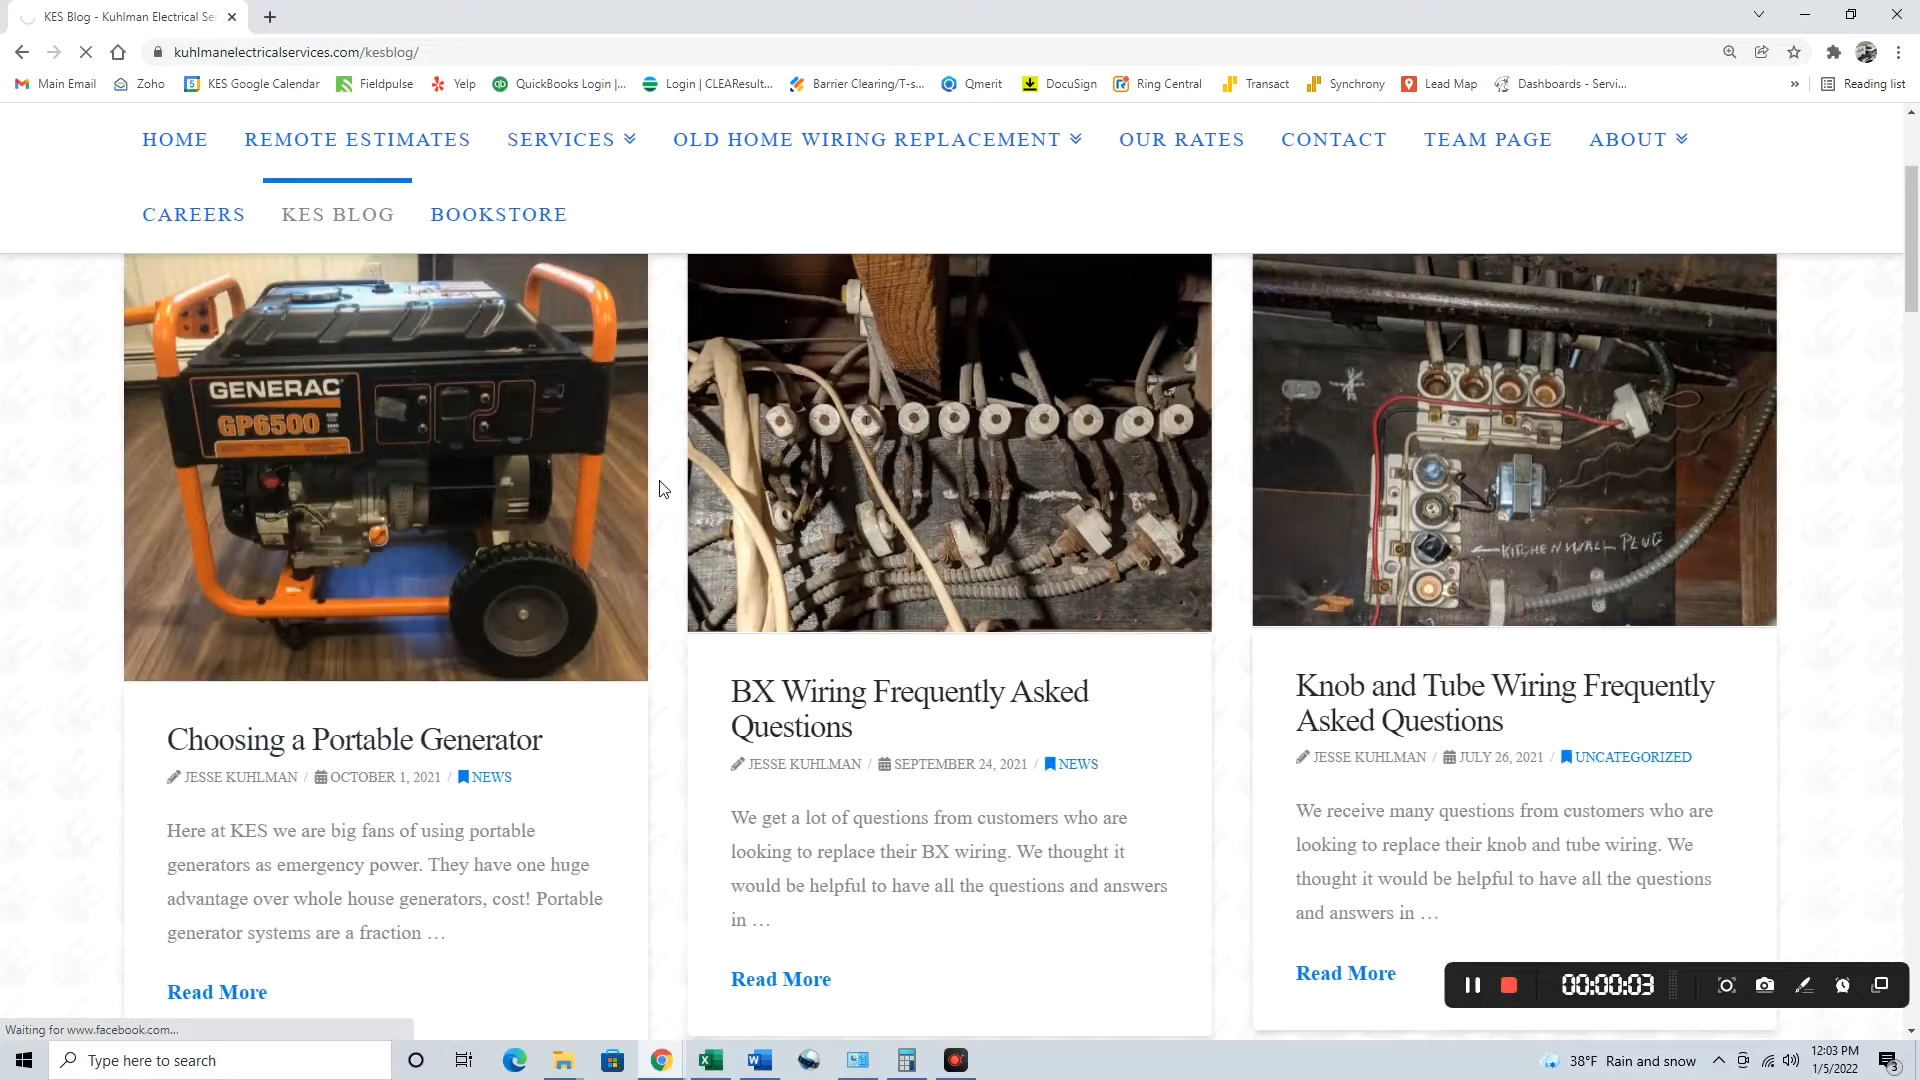 KES Blog - Kuhlman Electrical Ser
kuhlmanelectricalservices.com/kesblog/
Main Email
Zoho
5
KES Google Calendar
Fieldpulse
Yelp
qb
QuickBooks Login |...
Login | CLEAResult...
Barrier Clearing/T-s...
Qmerit
DocuSign
Ring Central
Transact
Synchrony
Lead Map
Dashboards - Servi...
»
Reading list
HOME
REMOTE ESTIMATES
SERVICES
OLD HOME WIRING REPLACEMENT
OUR RATES
CONTACT
TEAM PAGE
ABOUT
CAREERS
KES BLOG
BOOKSTORE
GENERAC
GP6500
KITCHEN WALL PLUG
Choosing a Portable Generator
JESSE KUHLMAN / OCTOBER 1, 2021 / NEWS
Here at KES we are big fans of using portable
generators as emergency power. They have one huge
advantage over whole house generators, cost! Portable
generator systems are a fraction …
Read More
BX Wiring Frequently Asked
Questions
JESSE KUHLMAN / SEPTEMBER 24, 2021 / NEWS
We get a lot of questions from customers who are
looking to replace their BX wiring. We thought it
would be helpful to have all the questions and answers
in …
Read More
Knob and Tube Wiring Frequently
Asked Questions
JESSE KUHLMAN / JULY 26, 2021 / UNCATEGORIZED
We receive many questions from customers who are
looking to replace their knob and tube wiring. We
thought it would be helpful to have all the questions
and answers in …
Read More
00:00:03
Waiting for www.facebook.com...
Type here to search
38°F Rain and snow
12:03 PM
1/5/2022
3